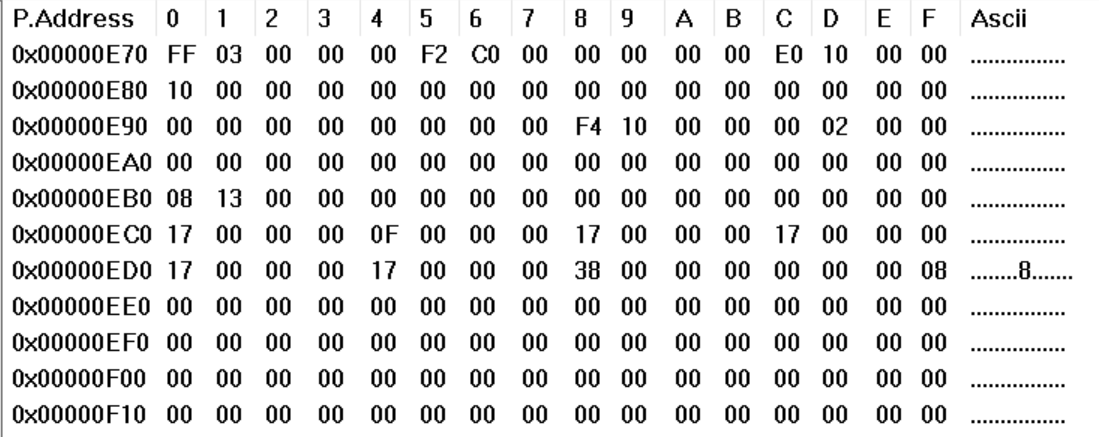 P.Address 0 1 2 3 4 5 6 7 8 9 A B C D E F Ascii
0x00000E70 FF 03 00 00 00 F2 C0 00 00 00 00 00 E0 10 00 00 ................
0x00000E80 10 00 00 00 00 00 00 00 00 00 00 00 00 00 00 00 ................
0x00000E90 00 00 00 00 00 00 00 00 F4 10 00 00 00 02 00 00 ................
0x00000EA0 00 00 00 00 00 00 00 00 00 00 00 00 00 00 00 00 ................
0x00000EB0 08 13 00 00 00 00 00 00 00 00 00 00 00 00 00 00 ................
0x00000EC0 17 00 00 00 0F 00 00 00 17 00 00 00 17 00 00 00 ................
0x00000ED0 17 00 00 00 17 00 00 00 38 00 00 00 00 00 00 08 ........8.......
0x00000EE0 00 00 00 00 00 00 00 00 00 00 00 00 00 00 00 00 ................
0x00000EF0 00 00 00 00 00 00 00 00 00 00 00 00 00 00 00 00 ................
0x00000F00 00 00 00 00 00 00 00 00 00 00 00 00 00 00 00 00 ................
0x00000F10 00 00 00 00 00 00 00 00 00 00 00 00 00 00 00 00 ................